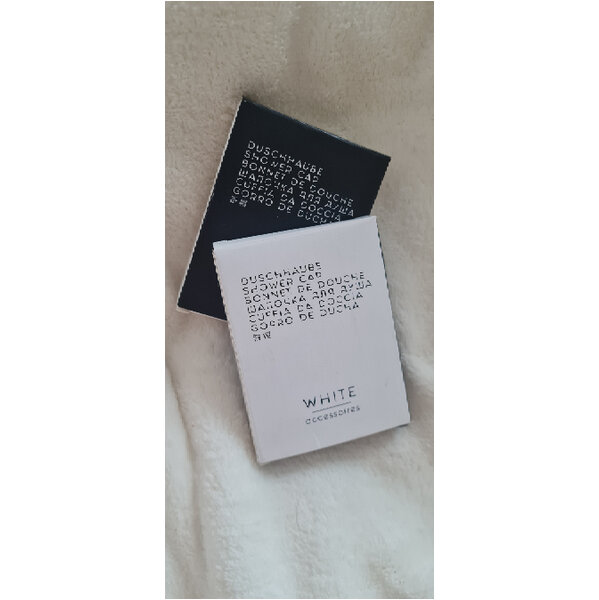 DUSCHHAUBE
SHOWER CAP
BONNET DE DOUCHE
ШАПОЧКА ДЛЯ ДУША
CUFFIA DA DOCCIA
GORRO DE DUCHA
DUSCHHAUBE
SHOWER CAP
BONNET DE DOUCHE
ШАПОЧКА ДЛЯ ДУША
CUFFIA DA DOCCIA
GORRO DE DUCHA
WHITE
accessoires